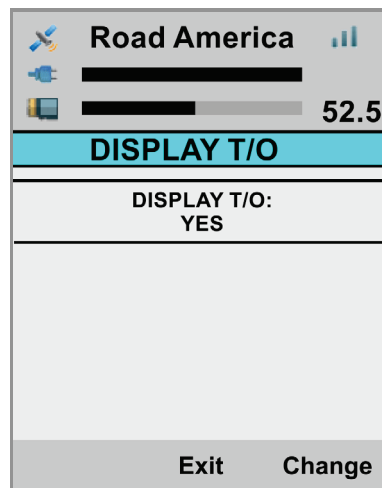 Road America
52.5
DISPLAY T/O
DISPLAY T/O:
YES
Exit Change